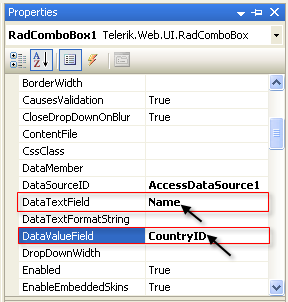 Properties
RadComboBox1 Telerik.Web.UI.RadComboBox
A Z
BorderWidth
CausesValidation True
CloseDropDownOnBlur True
ContentFile
CssClass
DataMember
DataSourceID AccessDataSource1
DataTextField Name
DataTextFormatString
DataValueField CountryID
DropDownWidth
Enabled True
EnableEmbeddedSkins True